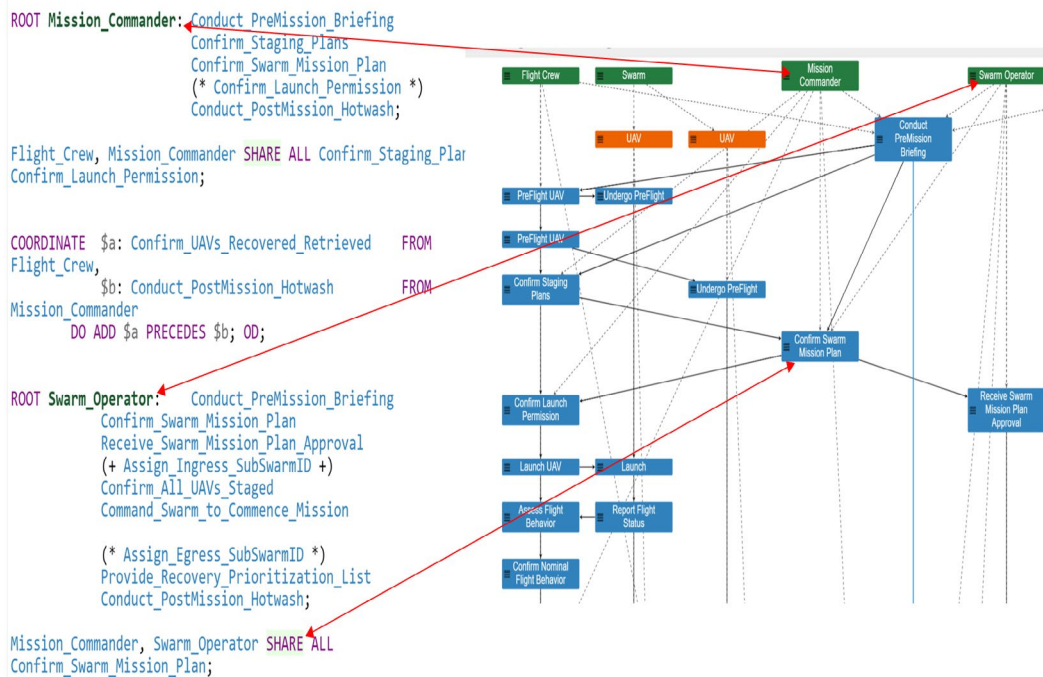 ROOT Mission_Commander: Conduct_PreMission_Briefing
Confirm_Staging_Plans
Confirm_Swarm_Mission_Plan
(* Confirm_Launch_Permission *)
Conduct_PostMission_Hotwash;
Flight_Crew, Mission_Commander SHARE ALL Confirm_Staging_Plan
Confirm_Launch_Permission;
COORDINATE $a: Confirm_UAVs_Recovered_Retrieved FROM
Flight_Crew,
$b: Conduct_PostMission_Hotwash FROM
Mission_Commander
DO ADD $a PRECEDES $b; OD;
ROOT Swarm_Operator: Conduct_PreMission_Briefing
Confirm_Swarm_Mission_Plan
Receive_Swarm_Mission_Plan_Approval
(+ Assign_Ingress_SubSwarmID +)
Confirm_All_UAVs_Staged
Command_Swarm_to_Commence_Mission
(* Assign_Egress_SubSwarmID *)
Provide_Recovery_Prioritization_List
Conduct_PostMission_Hotwash;
Mission_Commander, Swarm_Operator SHARE ALL
Confirm_Swarm_Mission_Plan;
Flight Crew
Swarm
Mission
Commander
Swarm Operator
UAV
UAV
Conduct
PreMission
Briefing
PreFlight UAV
Undergo PreFlight
PreFlight UAV
Confirm Staging
Plans
Undergo PreFlight
Confirm Swarm
Mission Plan
Confirm Launch
Permission
Receive Swarm
Mission Plan
Approval
Launch UAV
Launch
Assess Flight
Behavior
Report Flight
Status
Confirm Nominal
Flight Behavior